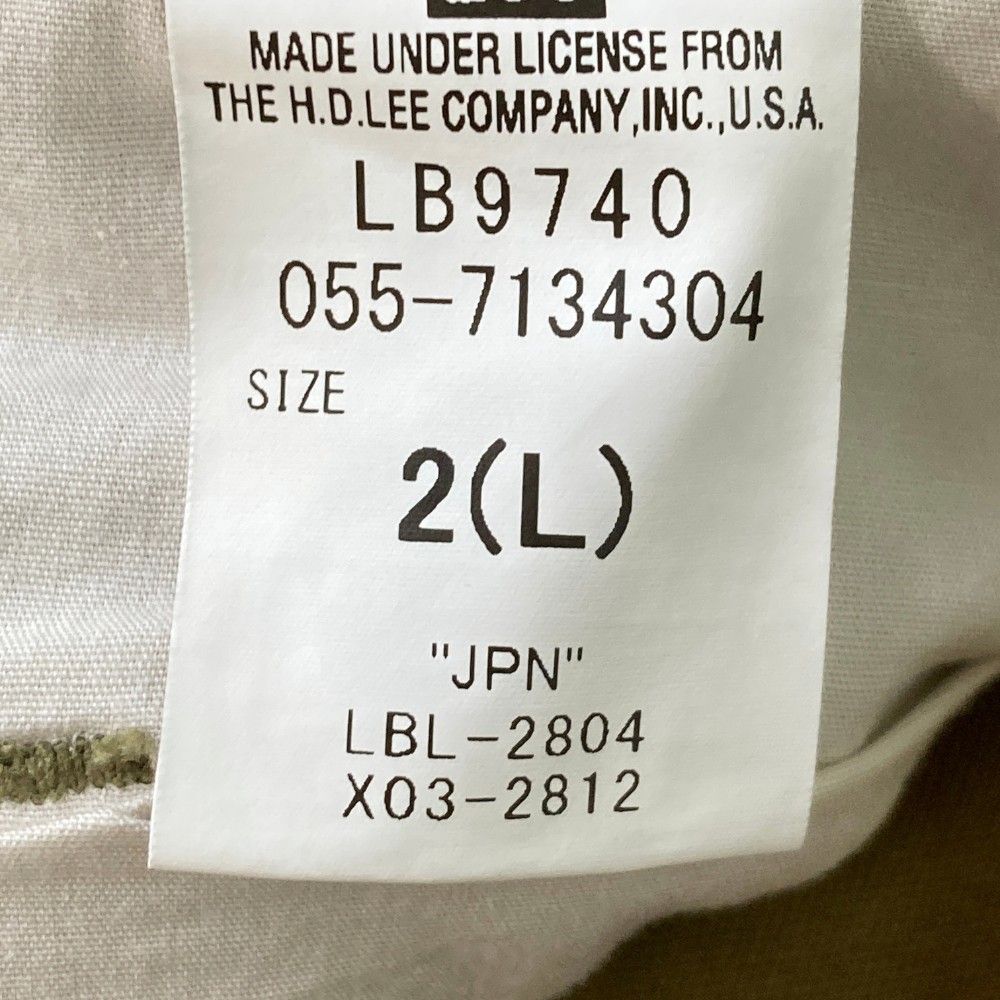 MADE UNDER LICENSE FROM
THE H.D.LEE COMPANY,INC.,U.S.A.
LB9740
055-7134304
SIZE
2(L)
"JPN"
LBL-2804
X03-2812